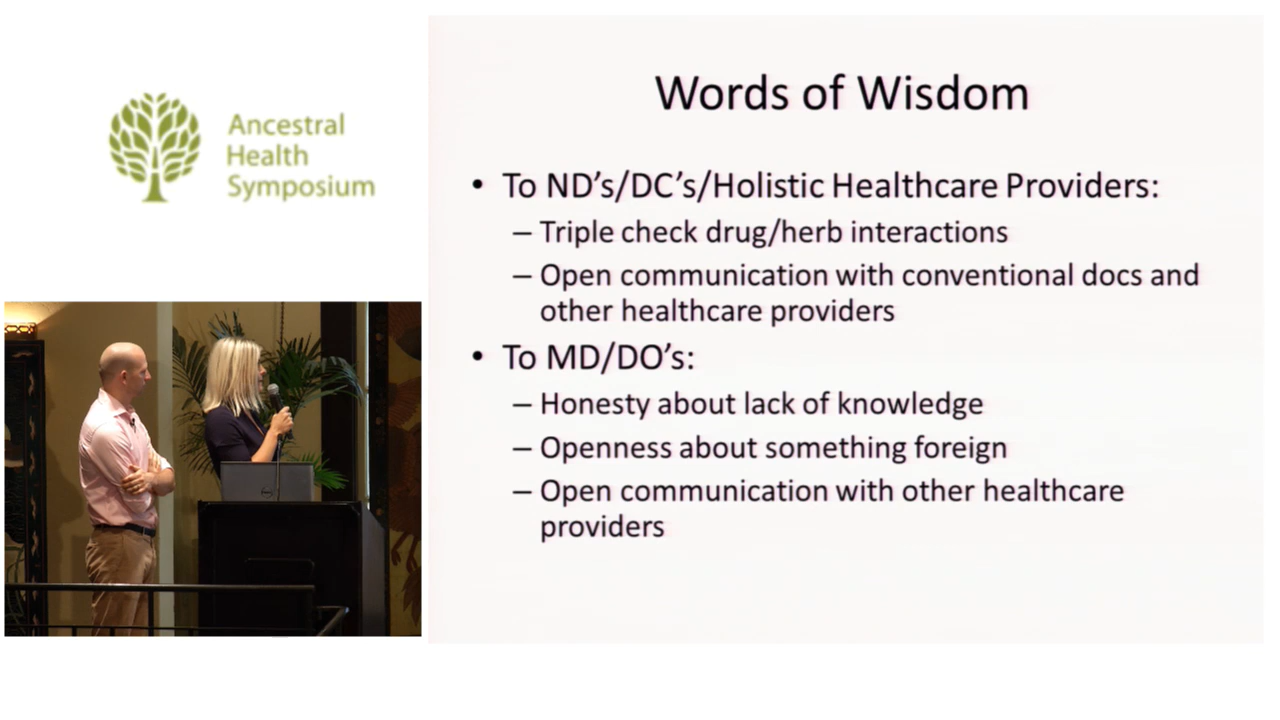 Ancestral
Health
Symposium
Words of Wisdom
• To ND's/DC's/Holistic Healthcare Providers:
– Triple check drug/herb interactions
– Open communication with conventional docs and
other healthcare providers
• To MD/DO's:
– Honesty about lack of knowledge
– Openness about something foreign
– Open communication with other healthcare
providers